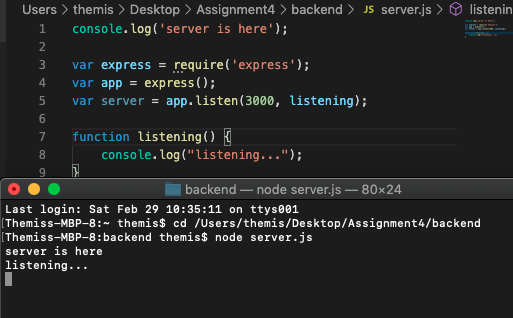 Users > themis > Desktop > Assignment4 > backend > JS server.js > listenin
1 console.log('server is here');
2
3 var express = require('express');
4 var app = express();
5 var server = app.listen(3000, listening);
6
7 function listening() {
8 console.log("listening...");
9 }
backend — node server.js — 80×24
Last login: Sat Feb 29 10:35:11 on ttys001
[Themiss-MBP-8:~ themis$ cd /Users/themis/Desktop/Assignment4/backend
[Themiss-MBP-8:backend themis$ node server.js
server is here
listening...